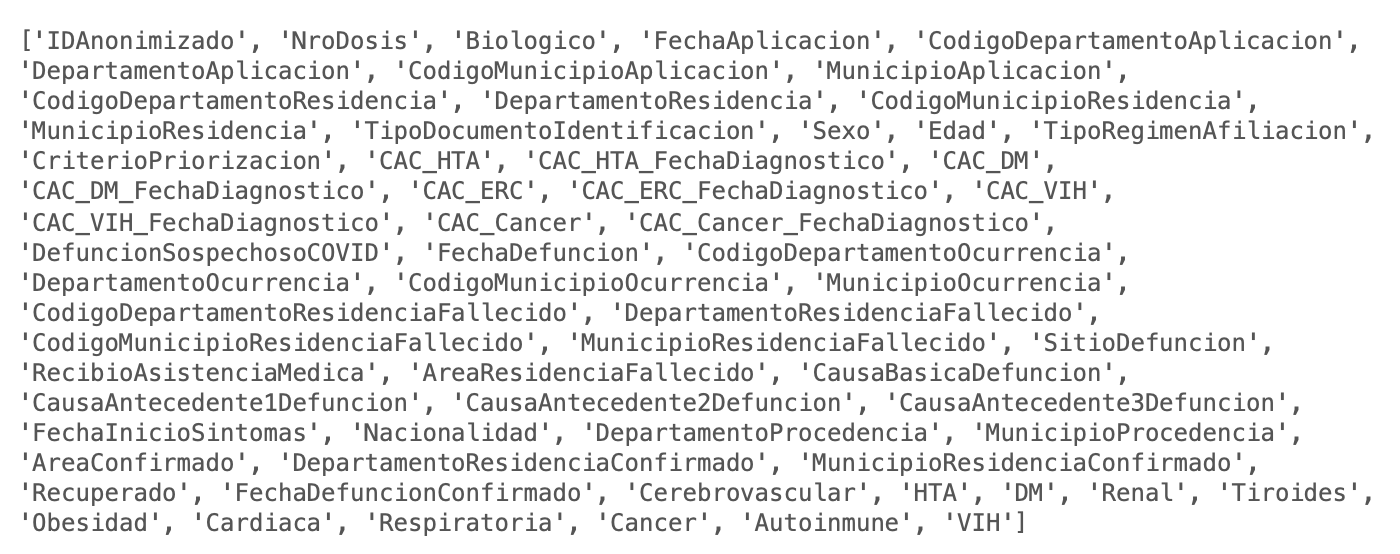 ['IDAnonimizado', 'NroDosis', 'Biologico', 'FechaAplicacion', 'CodigoDepartamentoAplicacion',
'DepartamentoAplicacion', 'CodigoMunicipioAplicacion', 'MunicipioAplicacion',
'CodigoDepartamentoResidencia', 'DepartamentoResidencia', 'CodigoMunicipioResidencia',
'MunicipioResidencia', 'TipoDocumentoIdentificacion', 'Sexo', 'Edad', 'TipoRegimenAfiliacion',
'CriterioPriorizacion', 'CAC_HTA', 'CAC_HTA_FechaDiagnostico', 'CAC_DM',
'CAC_DM_FechaDiagnostico', 'CAC_ERC', 'CAC_ERC_FechaDiagnostico', 'CAC_VIH',
'CAC_VIH_FechaDiagnostico', 'CAC_Cancer', 'CAC_Cancer_FechaDiagnostico',
'DefuncionSospechosoCOVID', 'FechaDefuncion', 'CodigoDepartamentoOcurrencia',
'DepartamentoOcurrencia', 'CodigoMunicipioOcurrencia', 'MunicipioOcurrencia',
'CodigoDepartamentoResidenciaFallecido', 'DepartamentoResidenciaFallecido',
'CodigoMunicipioResidenciaFallecido', 'MunicipioResidenciaFallecido', 'SitioDefuncion',
'RecibioAsistenciaMedica', 'AreaResidenciaFallecido', 'CausaBasicaDefuncion',
'CausaAntecedente1Defuncion', 'CausaAntecedente2Defuncion', 'CausaAntecedente3Defuncion',
'FechaInicioSintomas', 'Nacionalidad', 'DepartamentoProcedencia', 'MunicipioProcedencia',
'AreaConfirmado', 'DepartamentoResidenciaConfirmado', 'MunicipioResidenciaConfirmado',
'Recuperado', 'FechaDefuncionConfirmado', 'Cerebrovascular', 'HTA', 'DM', 'Renal', 'Tiroides',
'Obesidad', 'Cardiaca', 'Respiratoria', 'Cancer', 'Autoinmune', 'VIH']